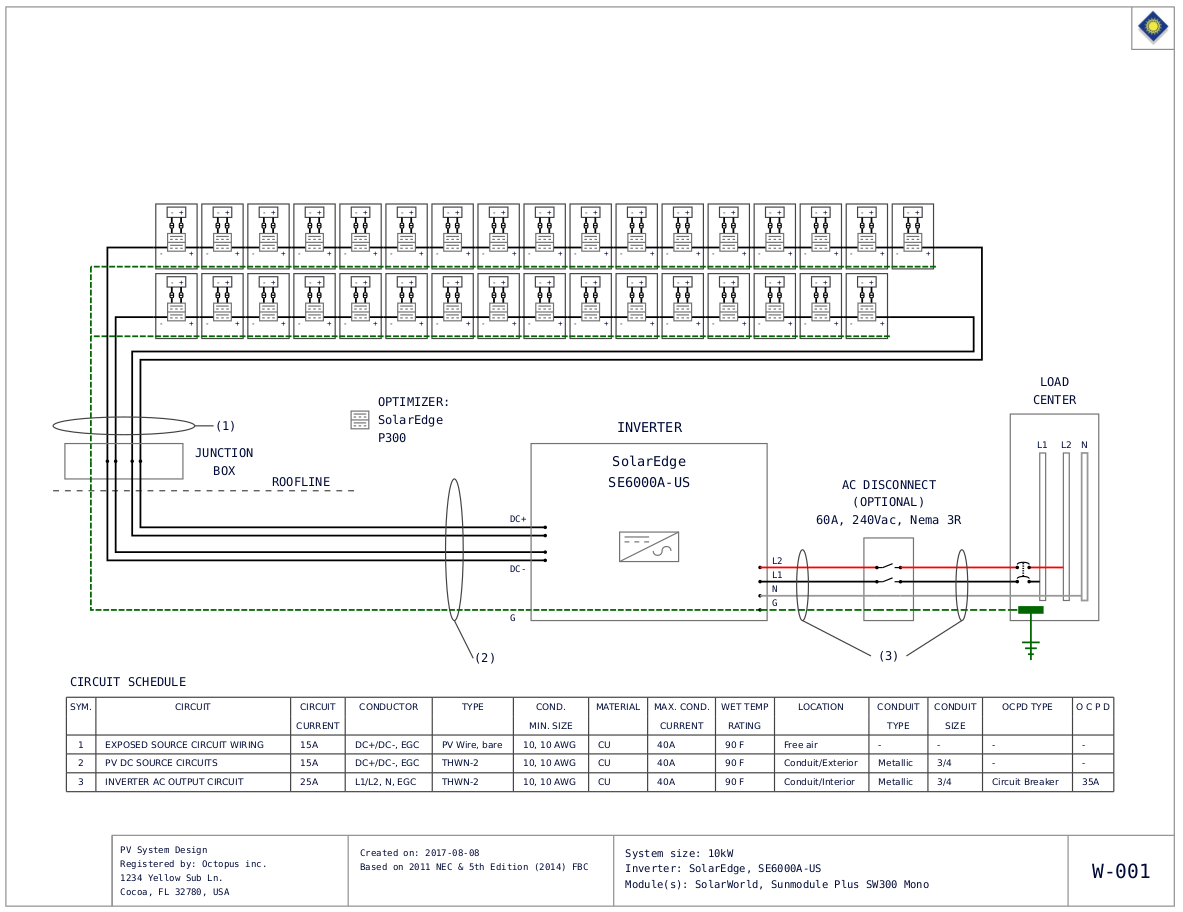 (1)
JUNCTION
BOX
ROOFLINE
OPTIMIZER:
SolarEdge
P300
INVERTER
SolarEdge
SE6000A-US
DC+
DC-
G
(2)
L2
L1
N
G
AC DISCONNECT
(OPTIONAL)
60A, 240Vac, Nema 3R
(3)
LOAD
CENTER
L1 L2 N
CIRCUIT SCHEDULE
SYM. CIRCUIT CIRCUIT CONDUCTOR TYPE COND. MATERIAL MAX. COND. WET TEMP LOCATION CONDUIT CONDUIT OCPD TYPE O C P D
CURRENT MIN. SIZE CURRENT RATING TYPE SIZE
1 EXPOSED SOURCE CIRCUIT WIRING 15A DC+/DC-, EGC PV Wire, bare 10, 10 AWG CU 40A 90 F Free air - - - -
2 PV DC SOURCE CIRCUITS 15A DC+/DC-, EGC THWN-2 10, 10 AWG CU 40A 90 F Conduit/Exterior Metallic 3/4 - -
3 INVERTER AC OUTPUT CIRCUIT 25A L1/L2, N, EGC THWN-2 10, 10 AWG CU 40A 90 F Conduit/Interior Metallic 3/4 Circuit Breaker 35A
PV System Design
Registered by: Octopus inc.
1234 Yellow Sub Ln.
Cocoa, FL 32780, USA
Created on: 2017-08-08
Based on 2011 NEC & 5th Edition (2014) FBC
System size: 10kW
Inverter: SolarEdge, SE6000A-US
Module(s): SolarWorld, Sunmodule Plus SW300 Mono
W-001